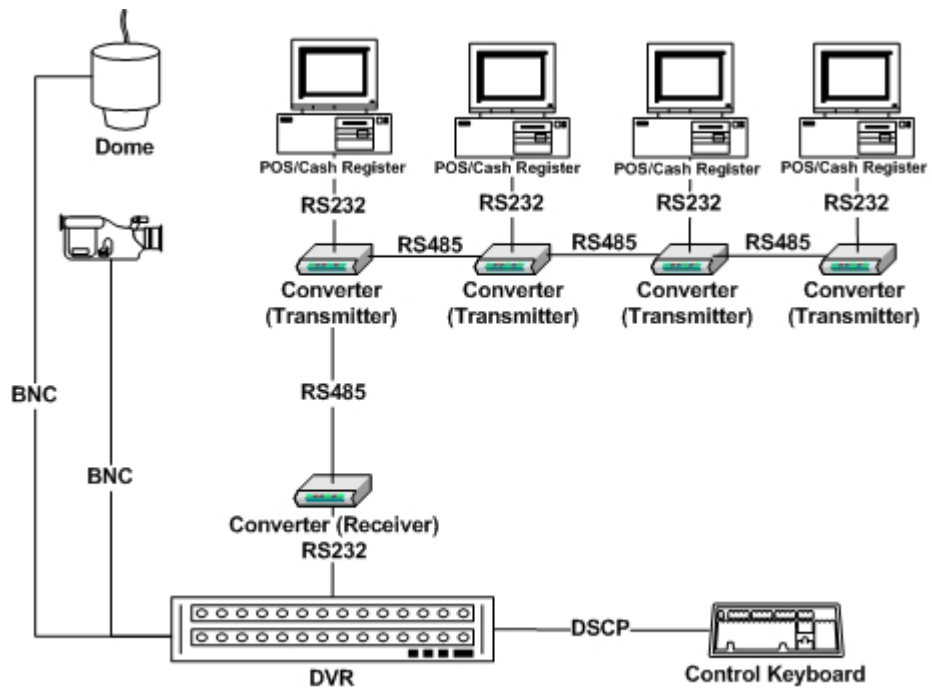 Dome
POS/Cash Register
POS/Cash Register
POS/Cash Register
POS/Cash Register
RS232
RS232
RS232
RS232
RS485
RS485
RS485
Converter
(Transmitter)
Converter
(Transmitter)
Converter
(Transmitter)
Converter
(Transmitter)
BNC
RS485
BNC
Converter (Receiver)
RS232
DSCP
DVR
Control Keyboard